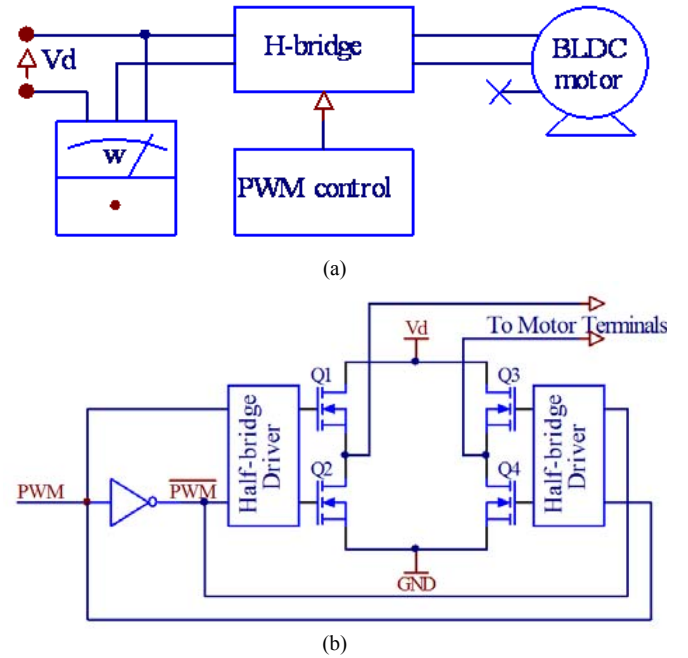 Vd
H-bridge
BLDC
motor
W
PWM control
(a)
Vd
To Motor Terminals
Q1
Q3
Half-bridge
Driver
Half-bridge
Driver
Q2
Q4
PWM
PWM
GND
(b)